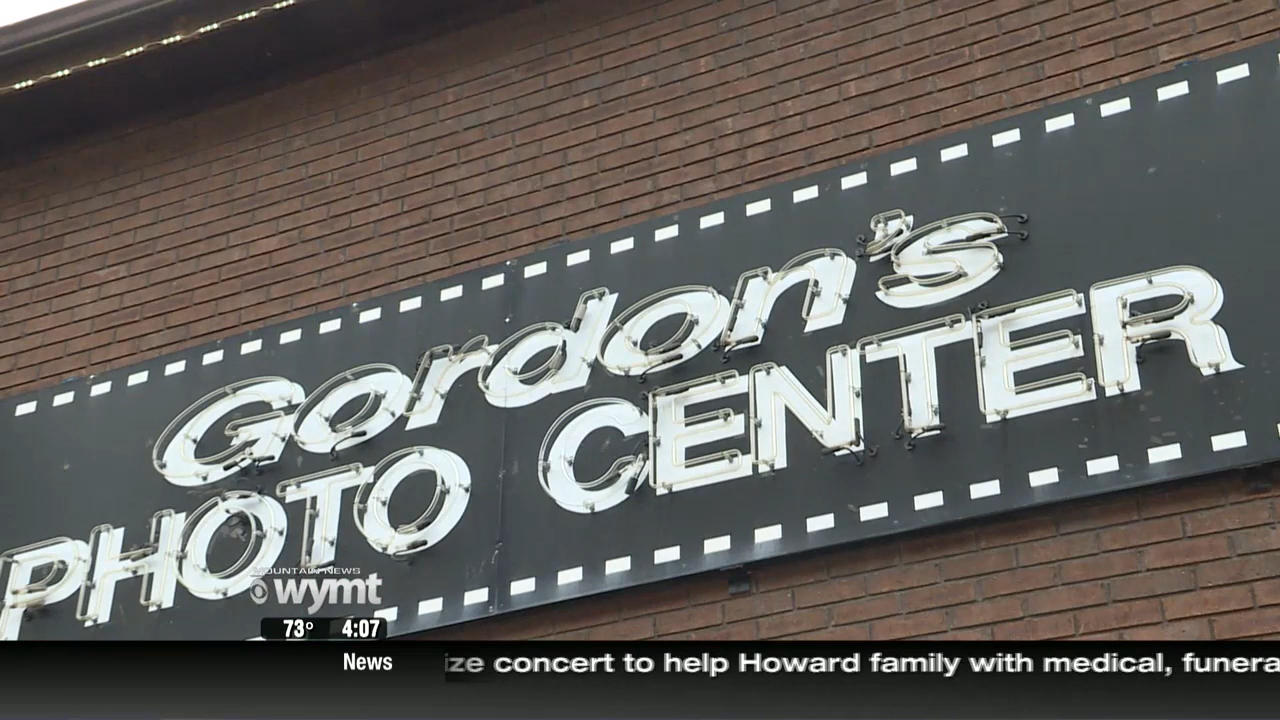 Gordon's
PHOTO CENTER
MOUNTAIN NEWS
wymt
73° 4:07
News
ize concert to help Howard family with medical, funera